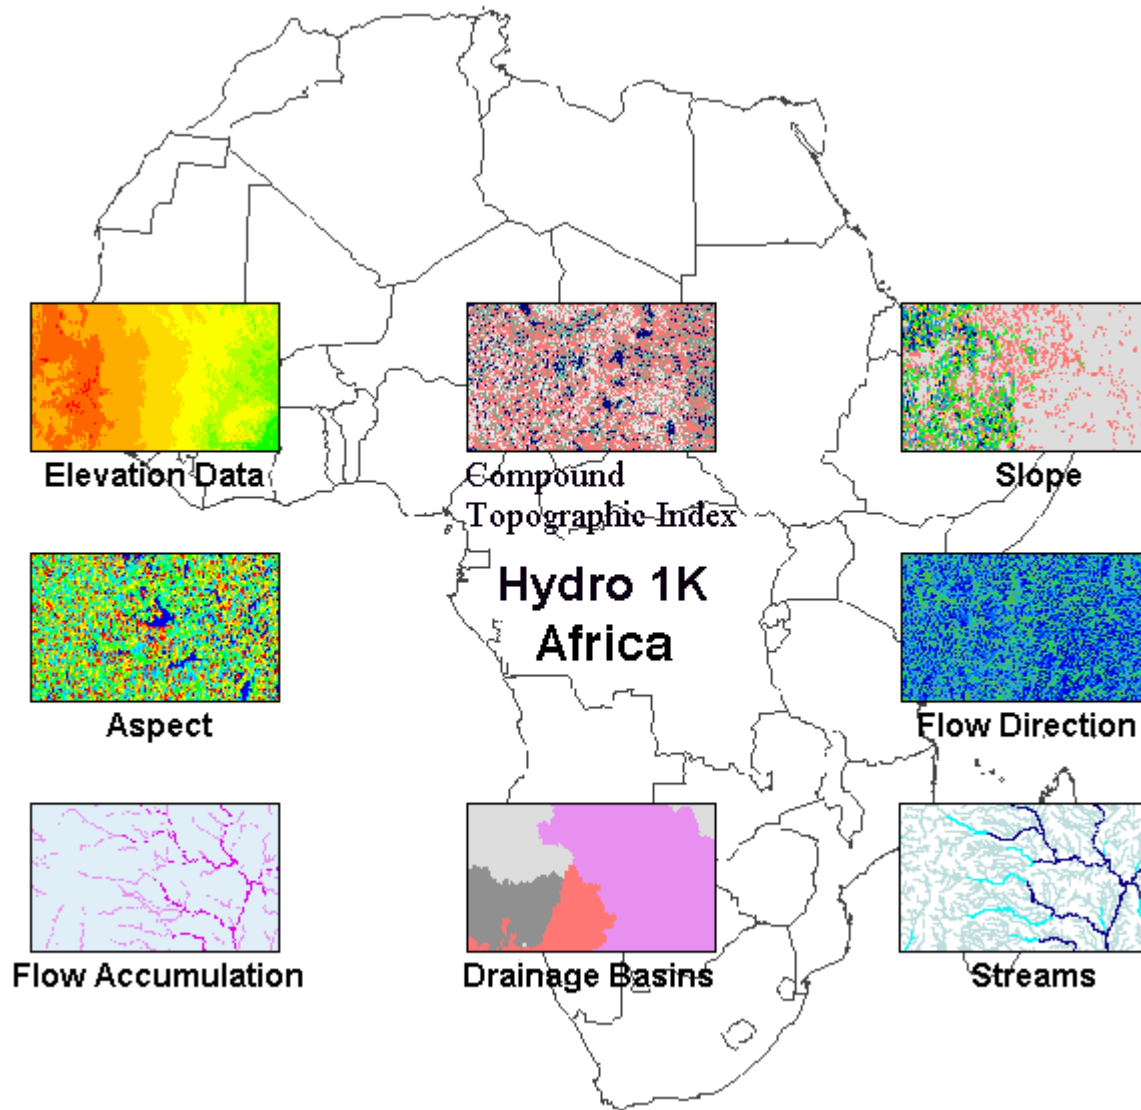 Elevation Data
Compound
Topographic Index
Slope
Hydro 1K
Africa
Aspect
Flow Direction
Flow Accumulation
Drainage Basins
Streams